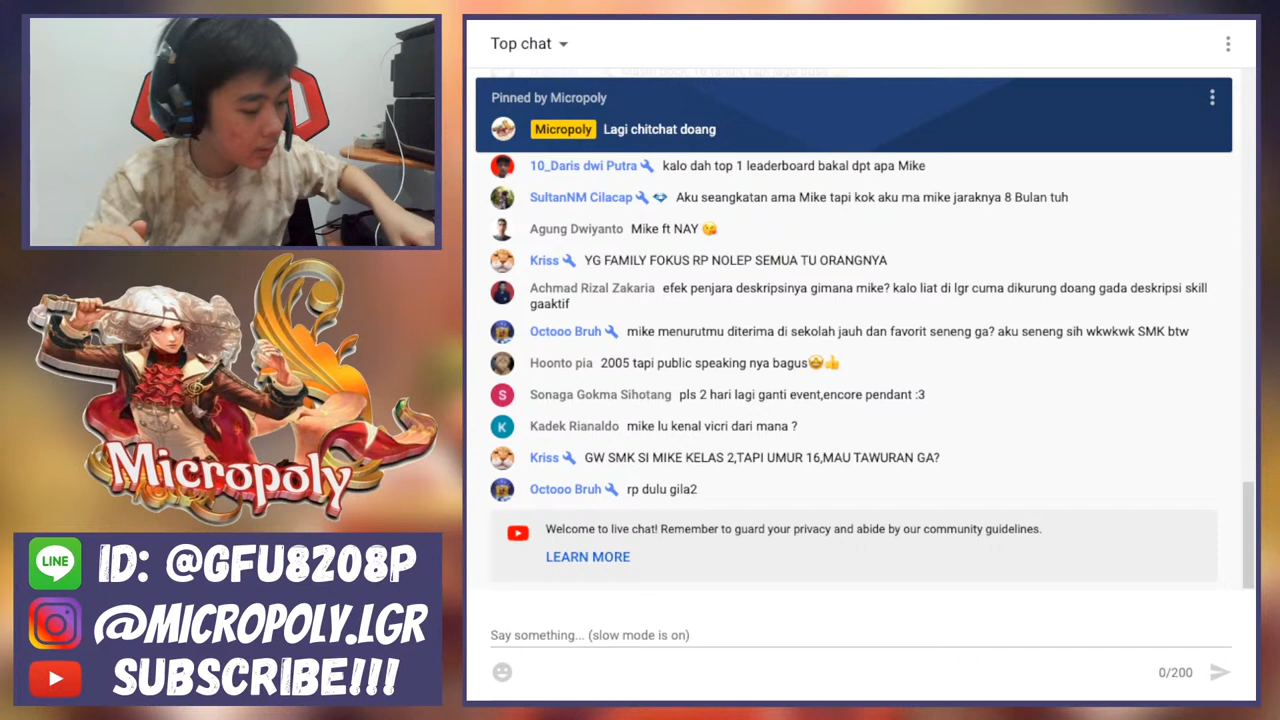 Top chat
Pinned by Micropoly
Micropoly Lagi chitchat doang
10_Daris dwi Putra kalo dah top 1 leaderboard bakal dpt apa Mike
SultanNM Cilacap Aku seangkatan ama Mike tapi kok aku ma mike jaraknya 8 Bulan tuh
Agung Dwiyanto Mike ft NAY 😘
Kriss YG FAMILY FOKUS RP NOLEP SEMUA TU ORANGNYA
Achmad Rizal Zakaria efek penjara deskripsinya gimana mike? kalo liat di lgr cuma dikurung doang gada deskripsi skill
gaaktif
Octooo Bruh mike menurutmu diterima di sekolah jauh dan favorit seneng ga? aku seneng sih wkwkwk SMK btw
Hoonto pia 2005 tapi public speaking nya bagus🤩👍
S Sonaga Gokma Sihotang pls 2 hari lagi ganti event,encore pendant :3
K Kadek Rianaldo mike lu kenal vicri dari mana ?
Kriss GW SMK SI MIKE KELAS 2,TAPI UMUR 16,MAU TAWURAN GA?
Octooo Bruh rp dulu gila2
Welcome to live chat! Remember to guard your privacy and abide by our community guidelines.
LEARN MORE
Say something... (slow mode is on)
0/200
Micropoly
LINE ID: @GFU8208P
@MICROPOLY.LGR
SUBSCRIBE!!!